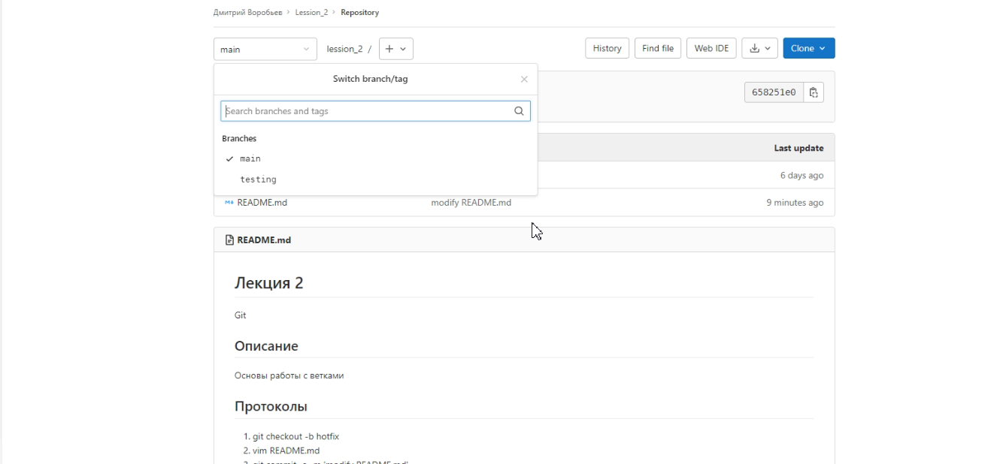 Дмитрий Воробьев › Lession_2 › Repository
main
lession_2 /
History
Find file
Web IDE
Clone
Switch branch/tag
658251e0
Search branches and tags
Branches
Last update
main
6 days ago
testing
README.md modify README.md 9 minutes ago
README.md
Лекция 2
Git
Описание
Основы работы с ветками
Протоколы
1. git checkout -b hotfix
2. vim README.md